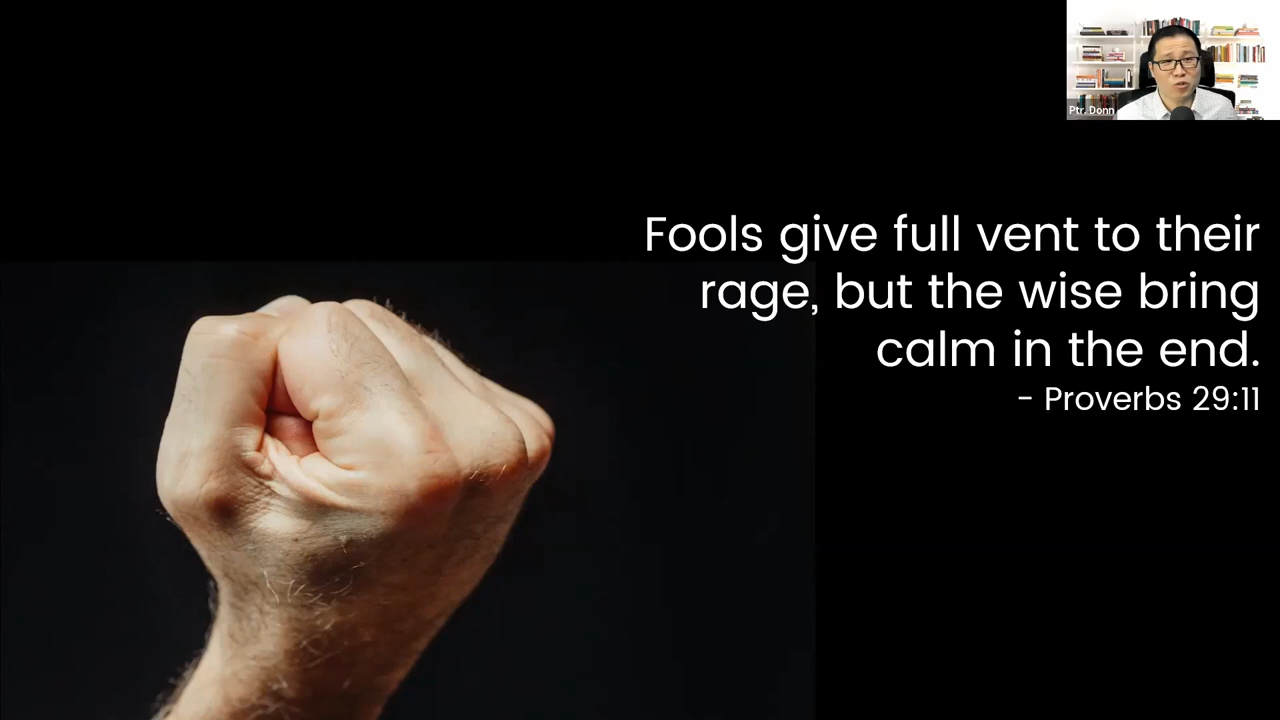 Ptr. Donn
Fools give full vent to their
rage, but the wise bring
calm in the end.
- Proverbs 29:11